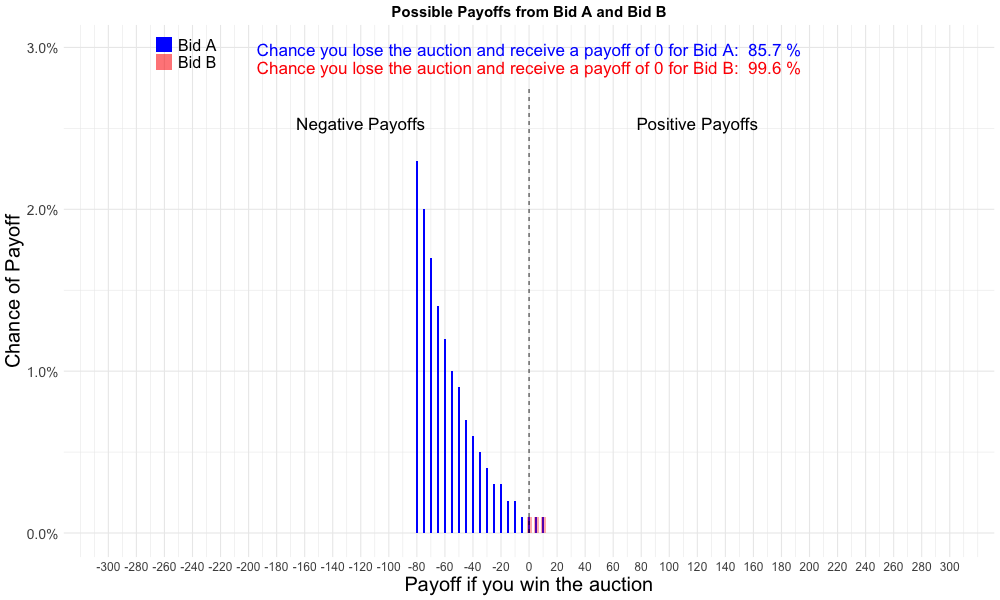 Possible Payoffs from Bid A and Bid B
Bid A
Bid B
Chance you lose the auction and receive a payoff of 0 for Bid A: 85.7 %
Chance you lose the auction and receive a payoff of 0 for Bid B: 99.6 %
Negative Payoffs
Positive Payoffs
Chance of Payoff
3.0%
2.0%
1.0%
0.0%
-300 -280 -260 -240 -220 -200 -180 -160 -140 -120 -100 -80 -60 -40 -20 0 20 40 60 80 100 120 140 160 180 200 220 240 260 280 300
Payoff if you win the auction